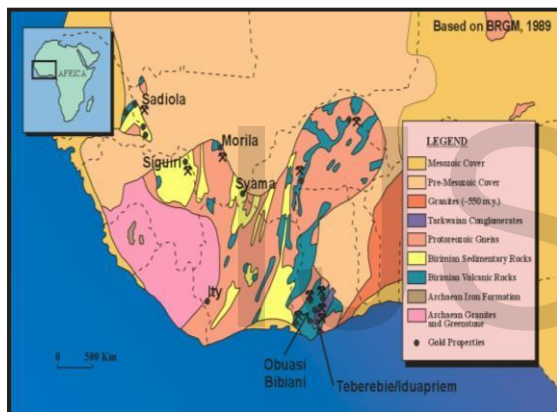 Based on BRGM, 1989
AFRICA
Sadiola
Siguiri
Morila
Syama
Ity
0 500 Km
Obuasi
Bibiani
Teberebie/Iduapriem
LEGEND
Mesozoic Cover
Pre-Mesozoic Cover
Granites (~550 m.y.)
Tarkwaian Conglomerates
Proteorozoic Gneiss
Birimian Sedimentary Rocks
Birimian Volcanic Rocks
Archaean Iron Formation
Archaean Granites
and Greenstone
Gold Properties